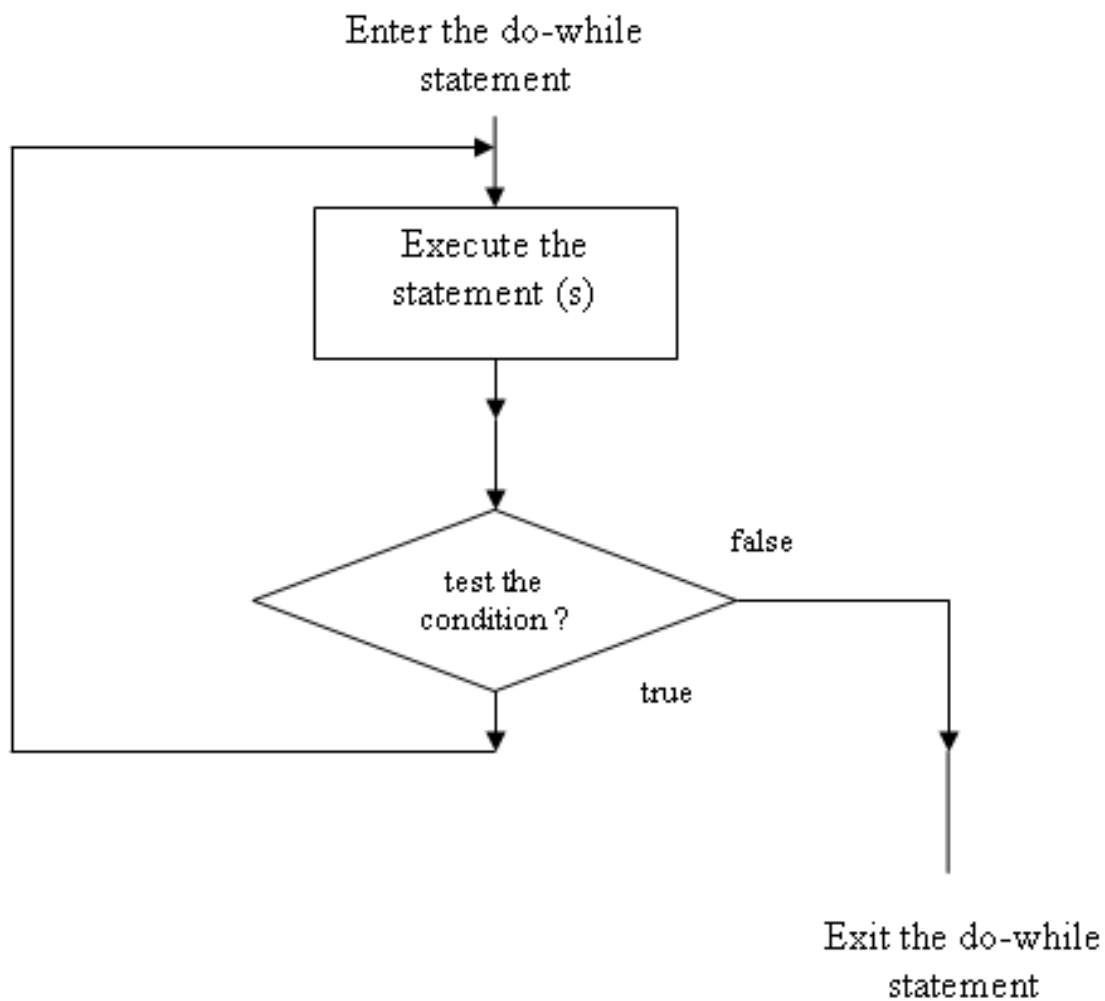 Enter the do-while
statement
Execute the
statement (s)
false
test the
condition ?
true
Exit the do-while
statement